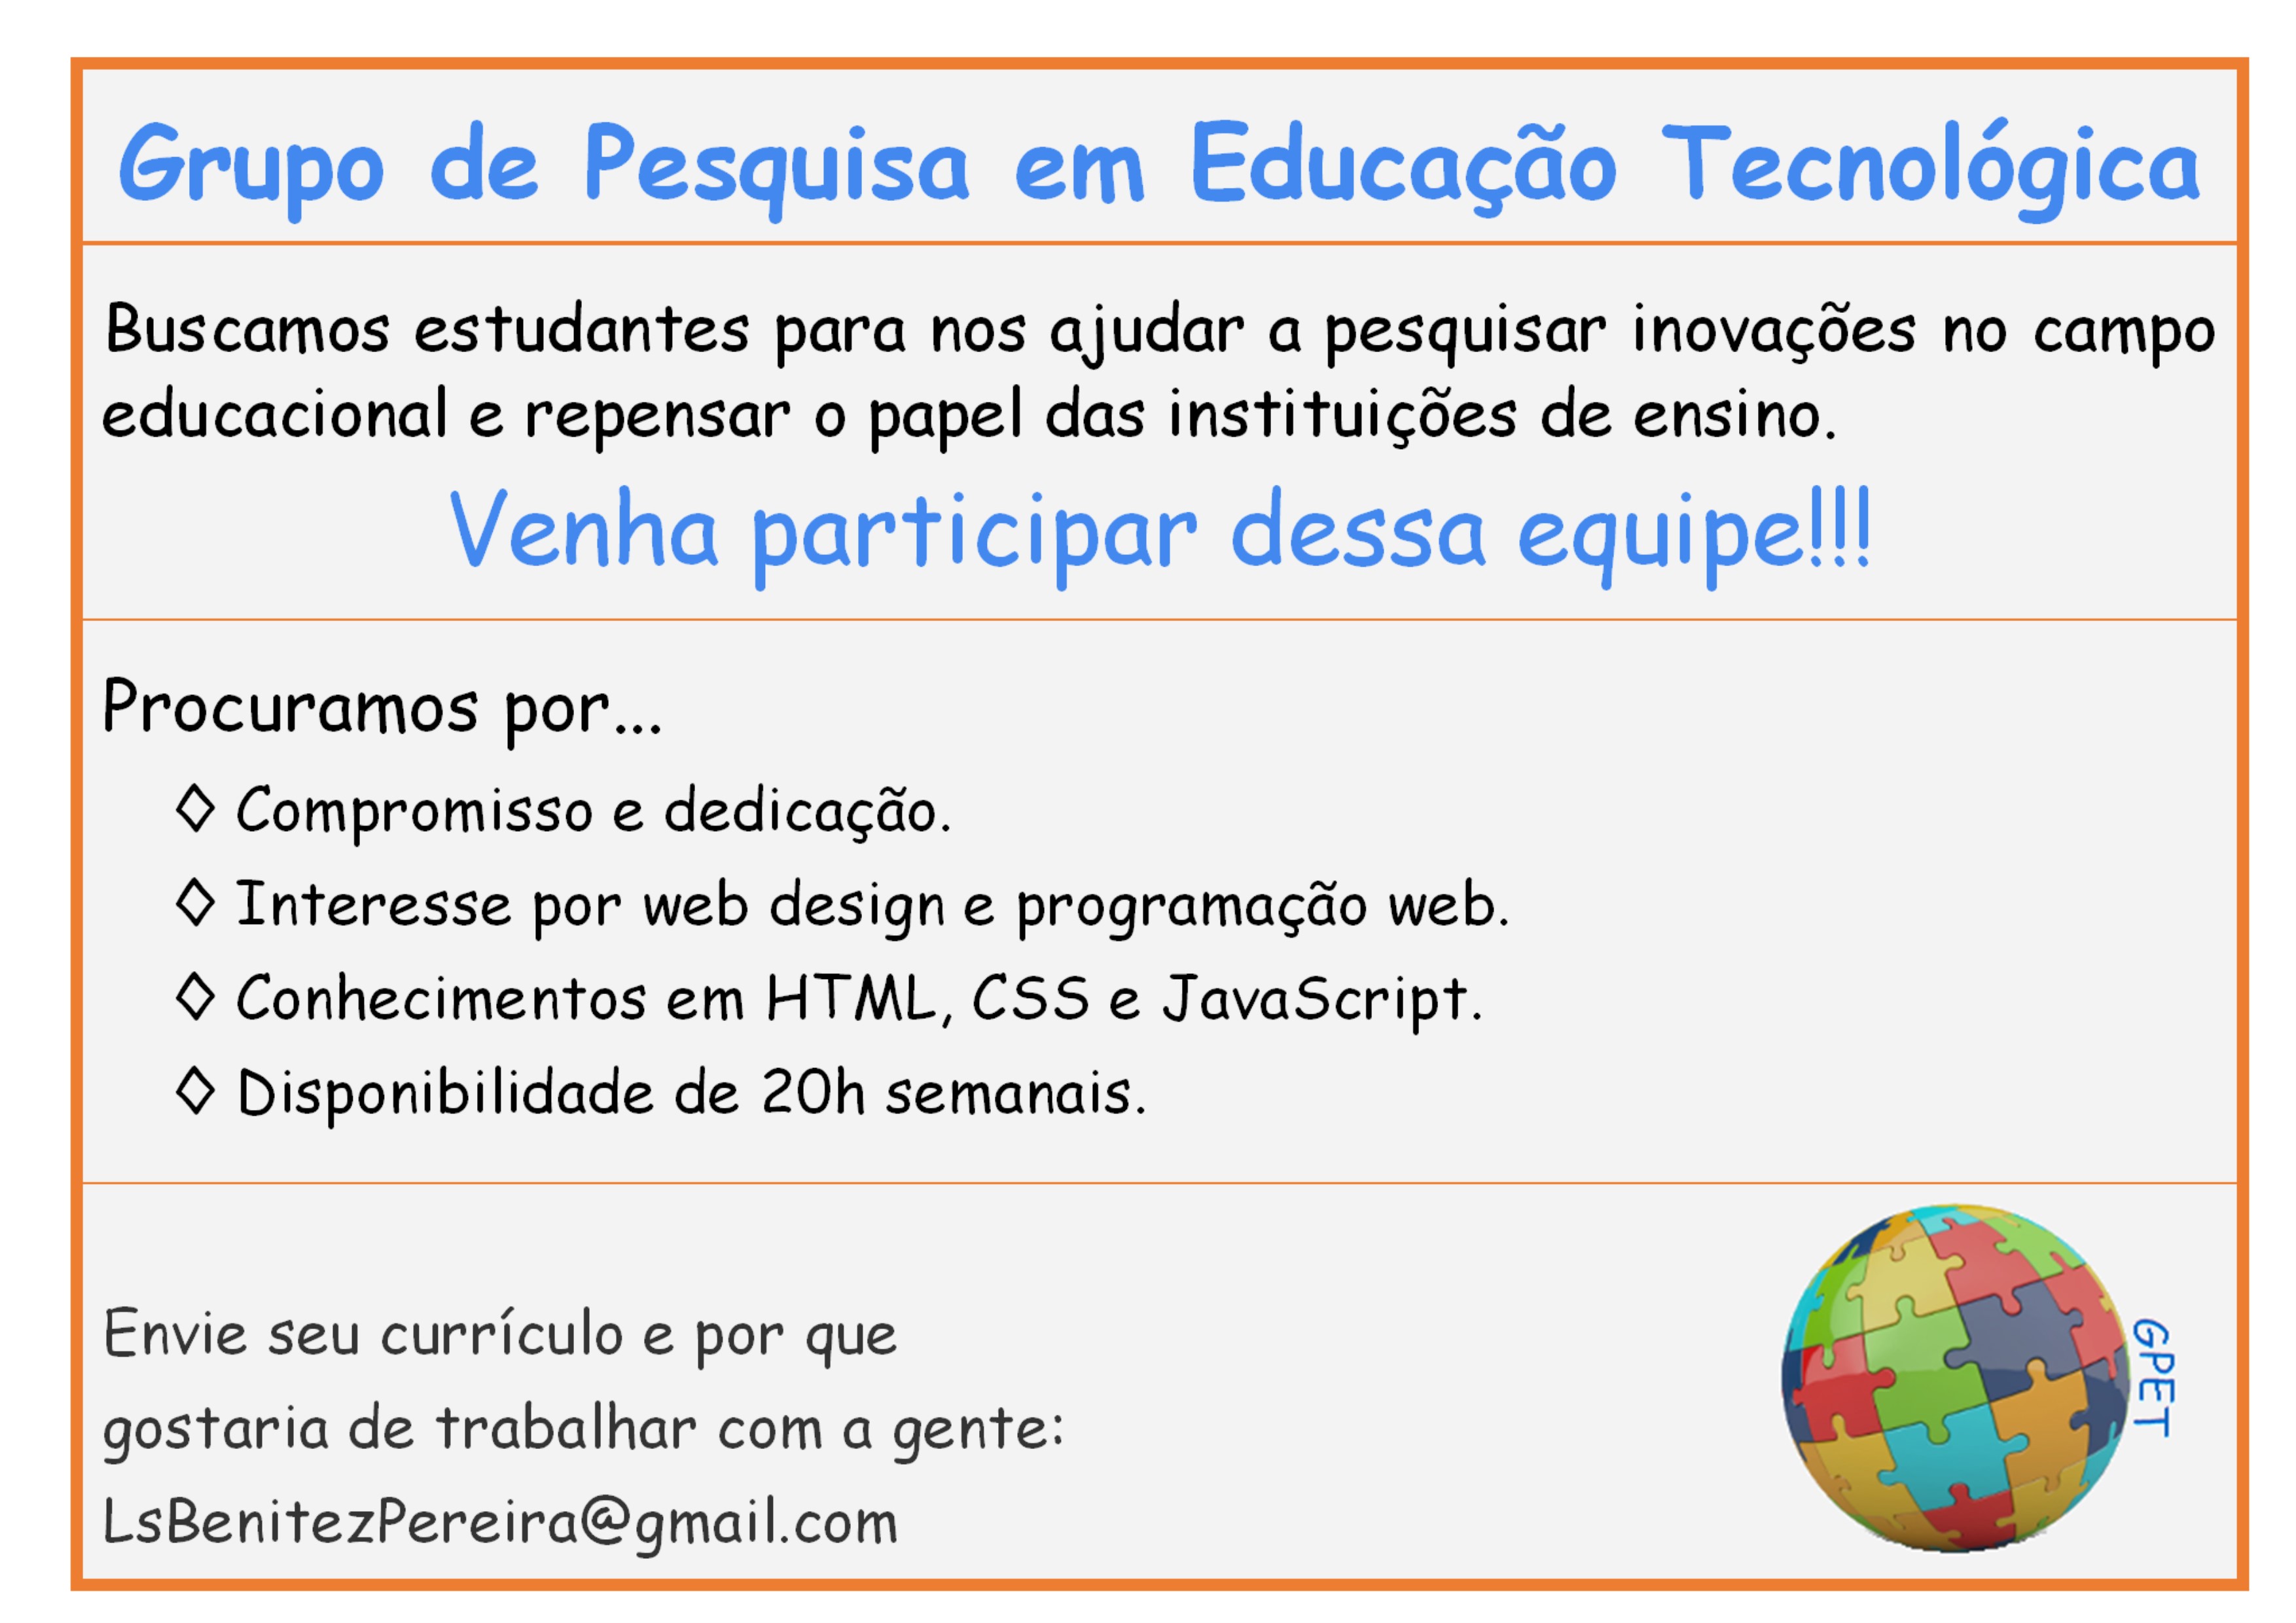 Grupo de Pesquisa em Educação Tecnológica
Buscamos estudantes para nos ajudar a pesquisar inovações no campo
educacional e repensar o papel das instituições de ensino.
Venha participar dessa equipe!!!
Procuramos por...
◊ Compromisso e dedicação.
◊ Interesse por web design e programação web.
◊ Conhecimentos em HTML, CSS e JavaScript.
◊ Disponibilidade de 20h semanais.
Envie seu currículo e por que
gostaria de trabalhar com a gente:
LsBenitezPereira@gmail.com
GPET